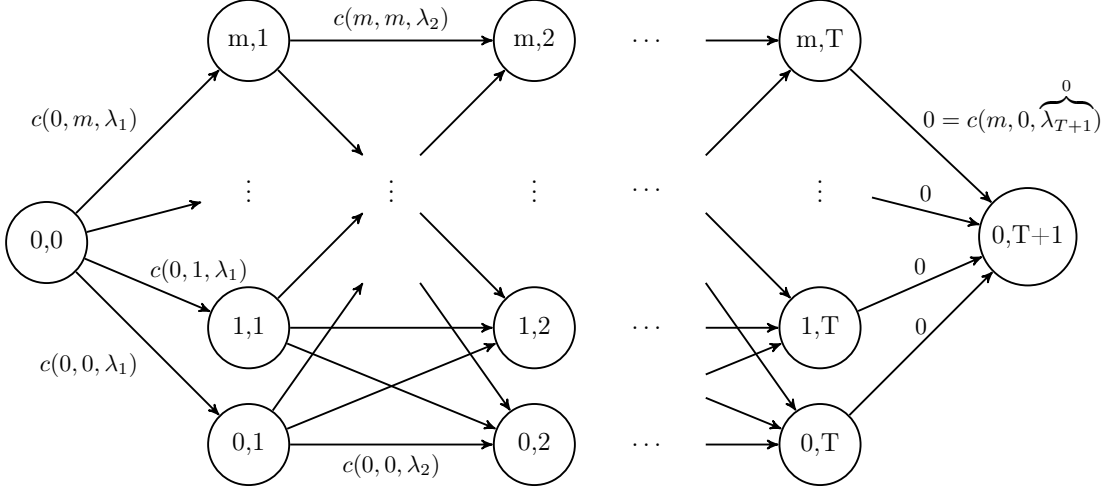 m,1
c(m, m, λ₂)
m,2
···
m,T
c(0, m, λ₁)
0
0 = c(m, 0, λ_{T+1})
⋮
⋮
⋮
···
⋮
0
0,0
0,T+1
c(0, 1, λ₁)
0
1,1
1,2
···
1,T
0
c(0, 0, λ₁)
0,1
0,2
···
0,T
c(0, 0, λ₂)